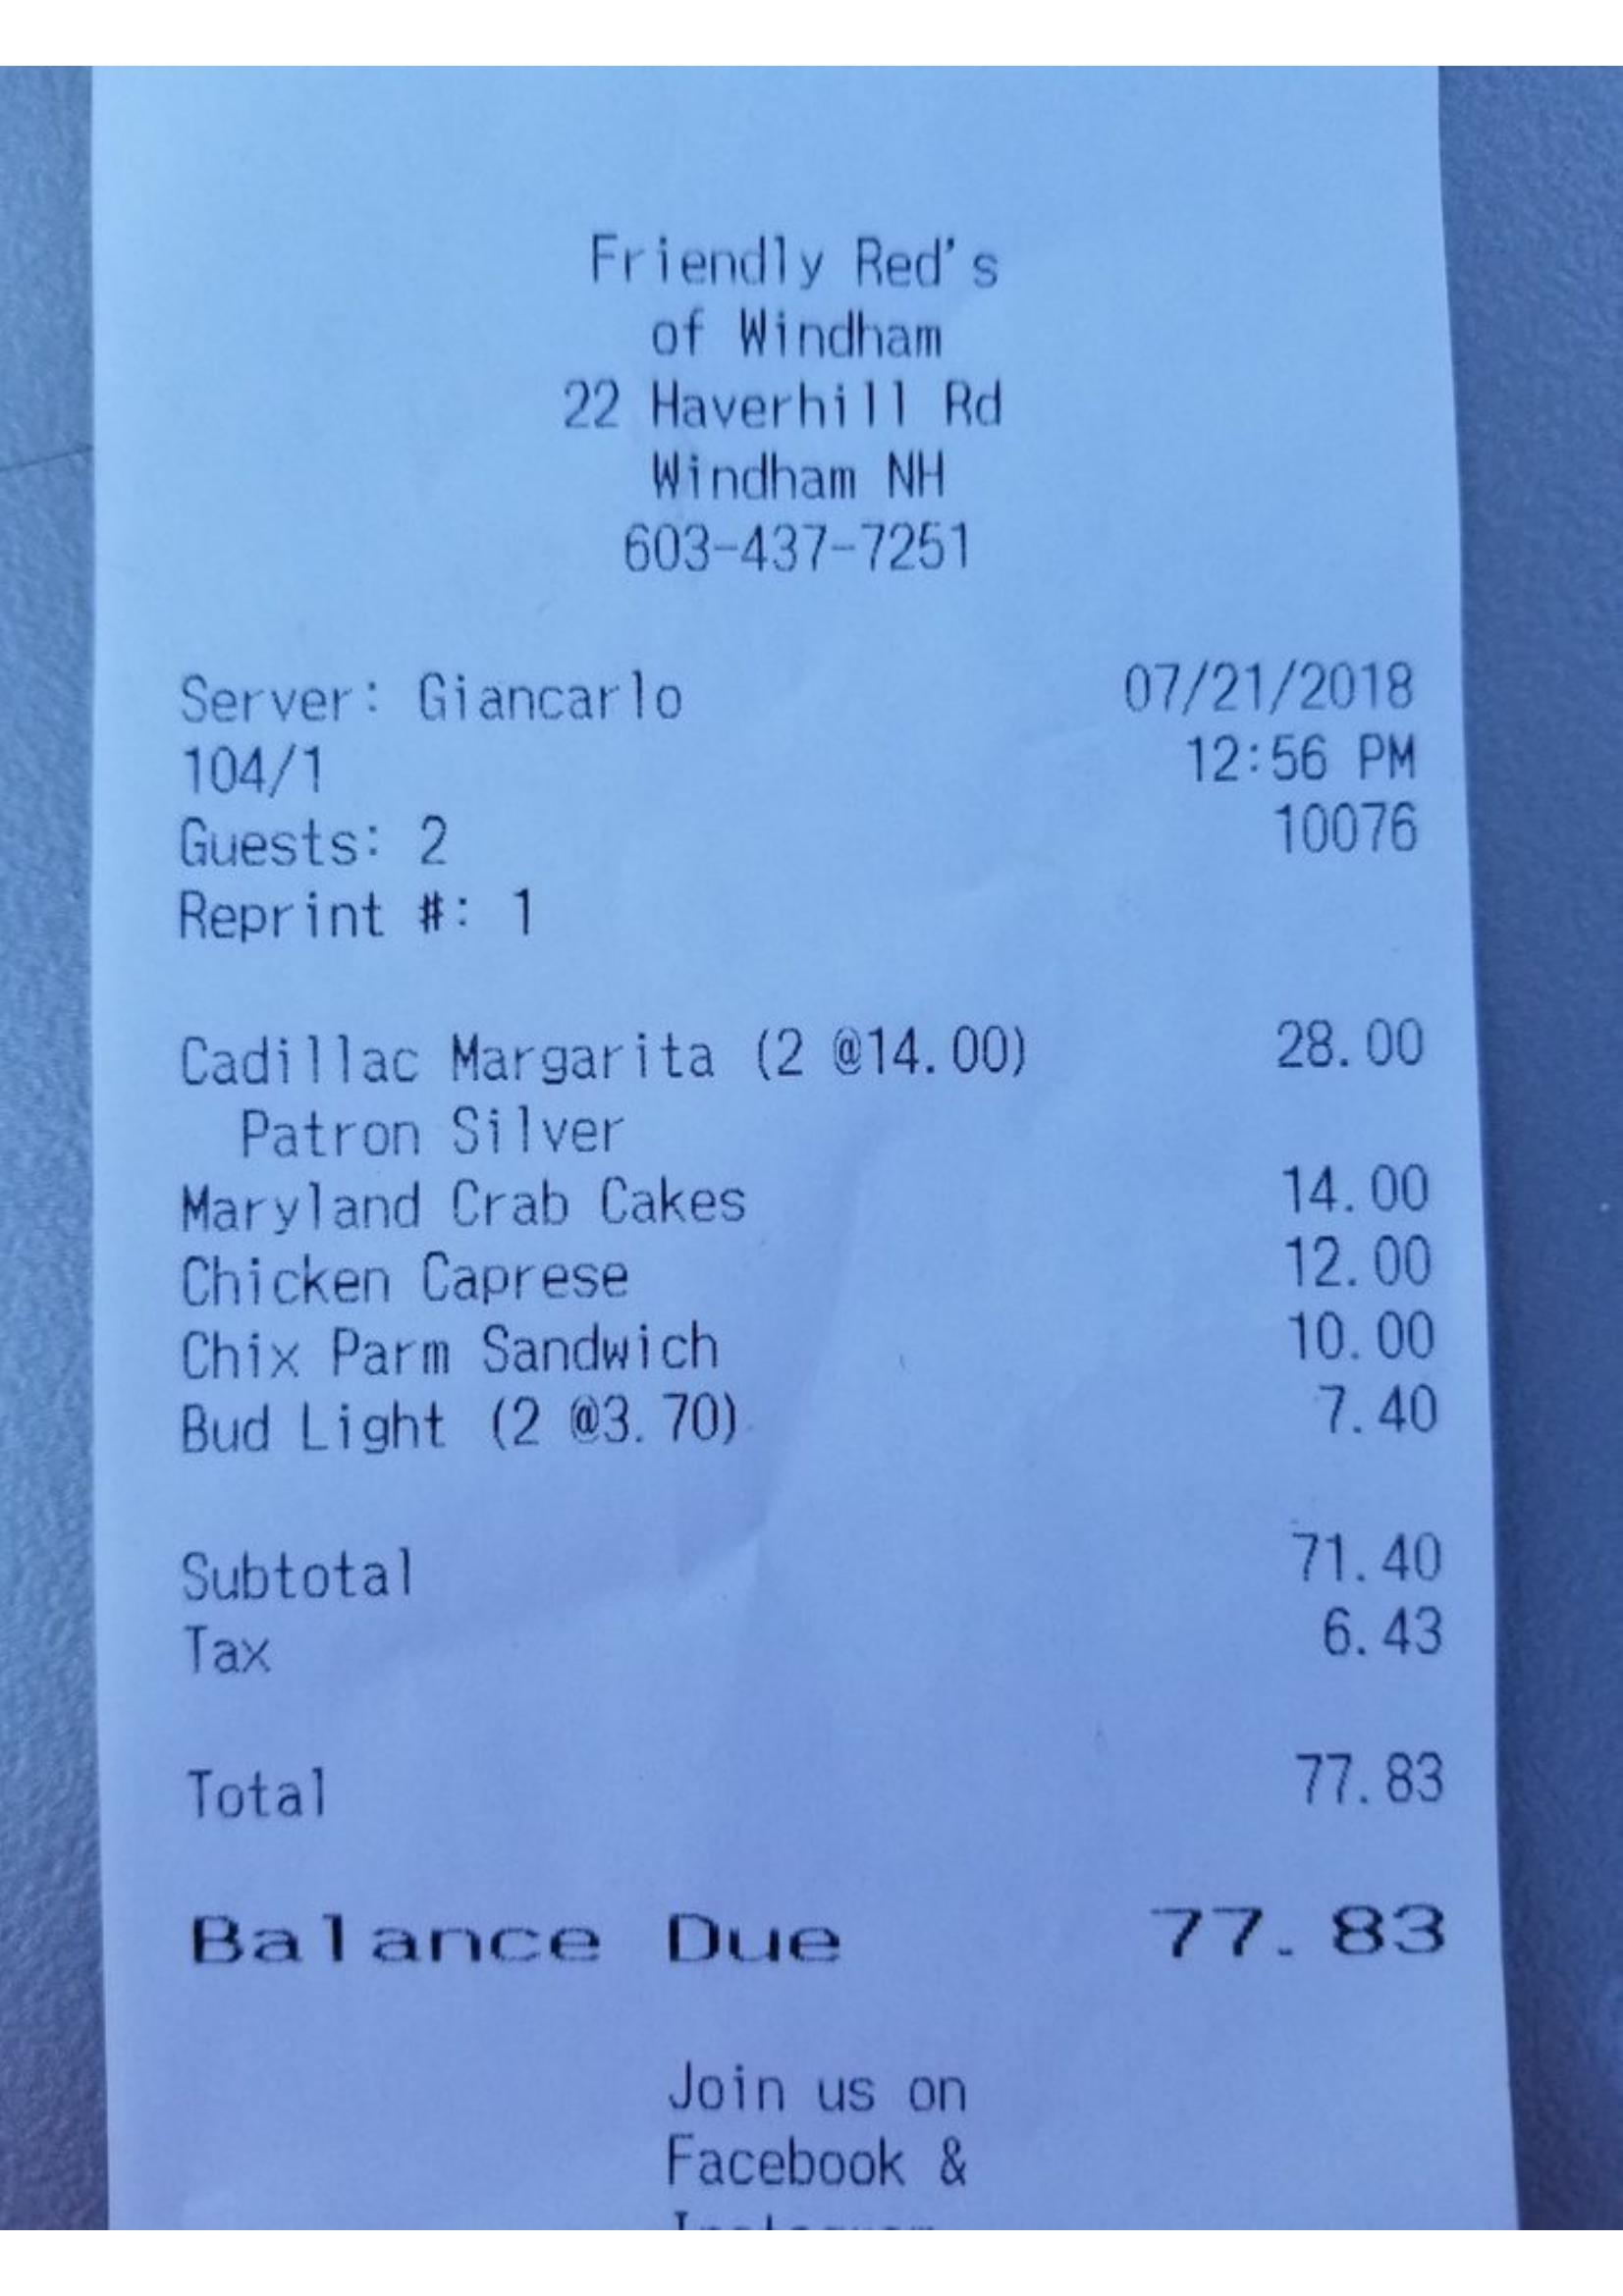 Friendly Red's
of Windham
22 Haverhill Rd
Windham NH
603-437-7251
Server: Giancarlo 07/21/2018
104/1 12:56 PM
Guests: 2 10076
Reprint #: 1
Cadillac Margarita (2 @14.00) 28.00
Patron Silver
Maryland Crab Cakes 14.00
Chicken Caprese 12.00
Chix Parm Sandwich 10.00
Bud Light (2 @3.70) 7.40
Subtotal 71.40
Tax 6.43
Total 77.83
Balance Due 77.83
Join us on
Facebook &